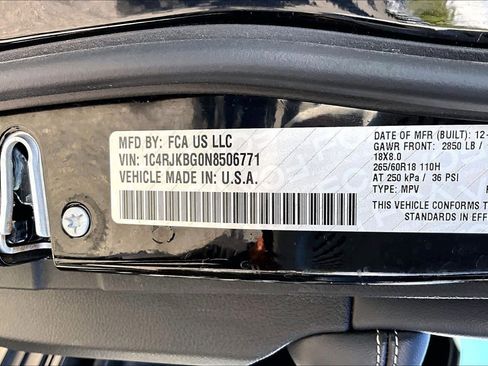 MFD BY: FCA US LLC
VIN: 1C4RJKBG0N8506771
VEHICLE MADE IN: U.S.A.
DATE OF MFR (BUILT): 12-
GAWR FRONT: 2850 LB /
18X8.0
265/60R18 110H
AT 250 kPa / 36 PSI
TYPE: MPV
THIS VEHICLE CONFORMS T
STANDARDS IN EFF